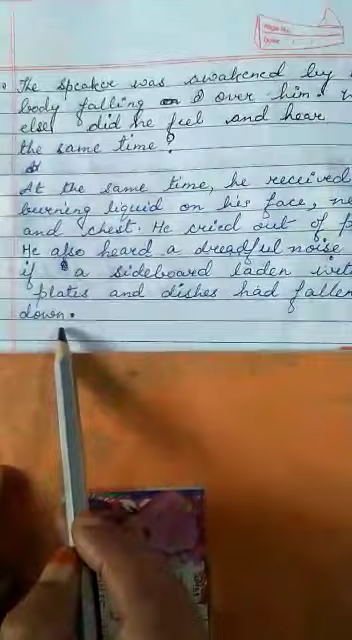 The speaker was awakened by
body falling over him.
else did he feel and hear
the same time?
At the same time, he received
burning liquid on his face,
and chest. He cried out of
He also heard a dreadful noise
if a sideboard laden
plates and dishes had fallen
down.